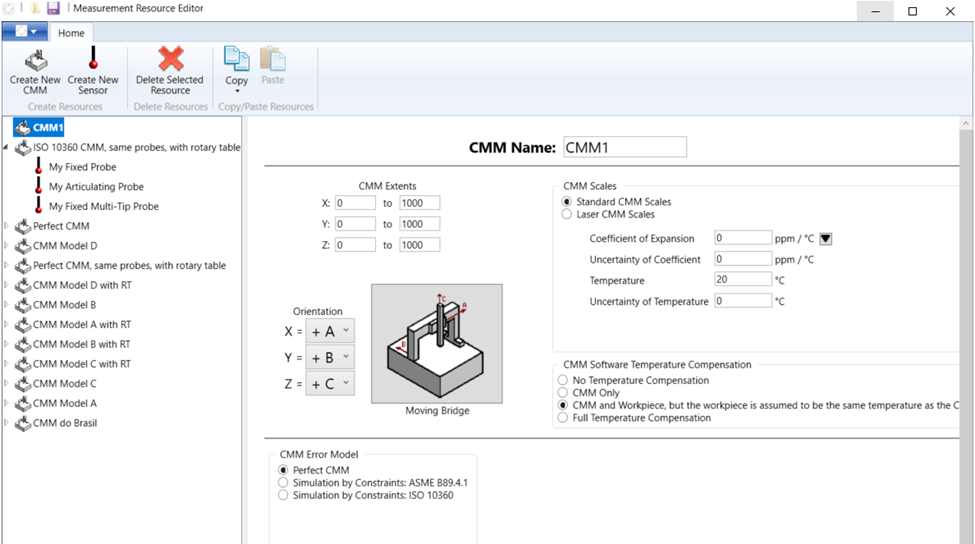 Measurement Resource Editor
Home
Create New CMM
Create New Sensor
Delete Selected Resource
Copy
Paste
Create Resources
Delete Resources
Copy/Paste Resources
CMM1
ISO 10360 CMM, same probes, with rotary table
My Fixed Probe
My Articulating Probe
My Fixed Multi-Tip Probe
Perfect CMM
CMM Model D
Perfect CMM, same probes, with rotary table
CMM Model D with RT
CMM Model B
CMM Model A with RT
CMM Model B with RT
CMM Model C with RT
CMM Model C
CMM Model A
CMM do Brasil
CMM Name: CMM1
CMM Extents
X: 0 to 1000
Y: 0 to 1000
Z: 0 to 1000
Orientation
X = + A
Y = + B
Z = + C
C
A
B
Moving Bridge
CMM Scales
Standard CMM Scales
Laser CMM Scales
Coefficient of Expansion 0 ppm / °C
Uncertainty of Coefficient 0 ppm / °C
Temperature 20 °C
Uncertainty of Temperature 0 °C
CMM Software Temperature Compensation
No Temperature Compensation
CMM Only
CMM and Workpiece, but the workpiece is assumed to be the same temperature as the C
Full Temperature Compensation
CMM Error Model
Perfect CMM
Simulation by Constraints: ASME B89.4.1
Simulation by Constraints: ISO 10360